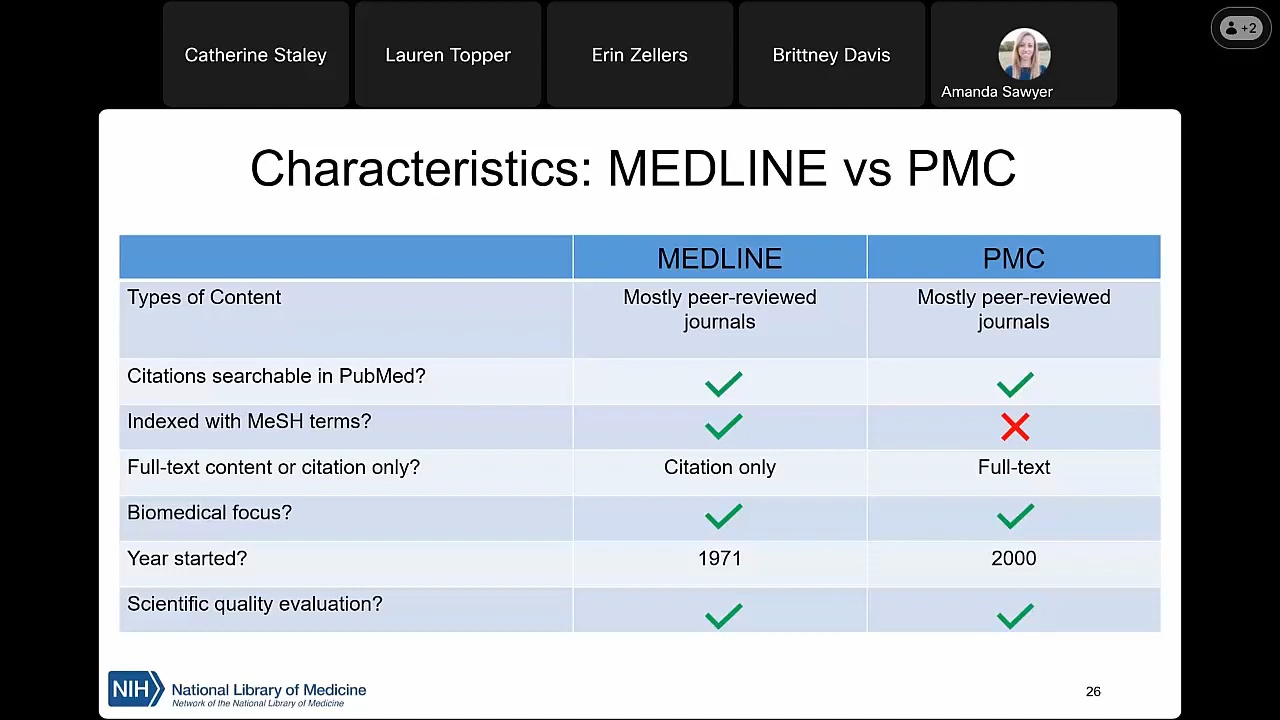 Catherine Staley
Lauren Topper
Erin Zellers
Brittney Davis
Amanda Sawyer
+2
Characteristics: MEDLINE vs PMC
MEDLINE PMC
Types of Content
Mostly peer-reviewed
journals
Mostly peer-reviewed
journals
Citations searchable in PubMed?
Indexed with MeSH terms?
Full-text content or citation only? Citation only Full-text
Biomedical focus?
Year started? 1971 2000
Scientific quality evaluation?
NIH National Library of Medicine
Network of the National Library of Medicine
26